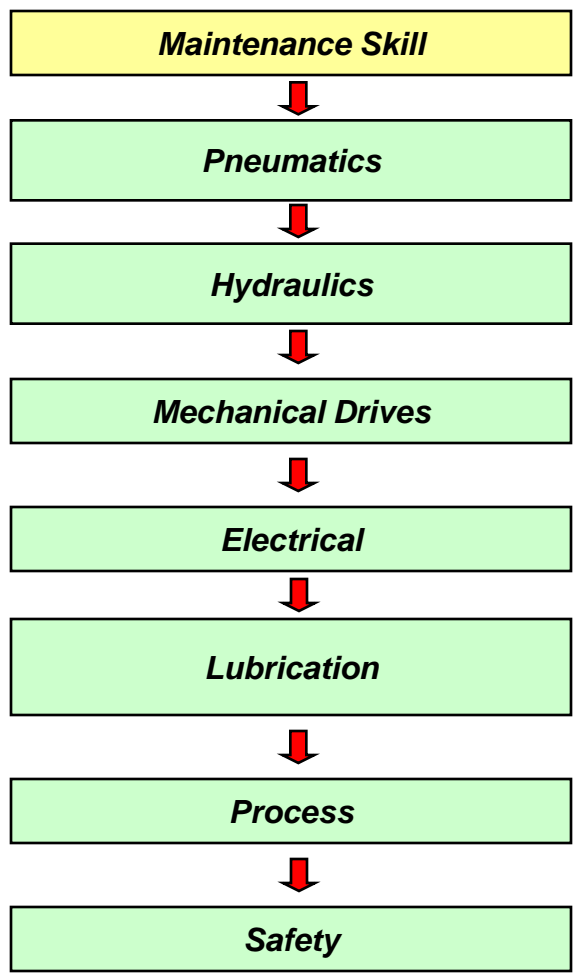 Maintenance Skill
Pneumatics
Hydraulics
Mechanical Drives
Electrical
Lubrication
Process
Safety